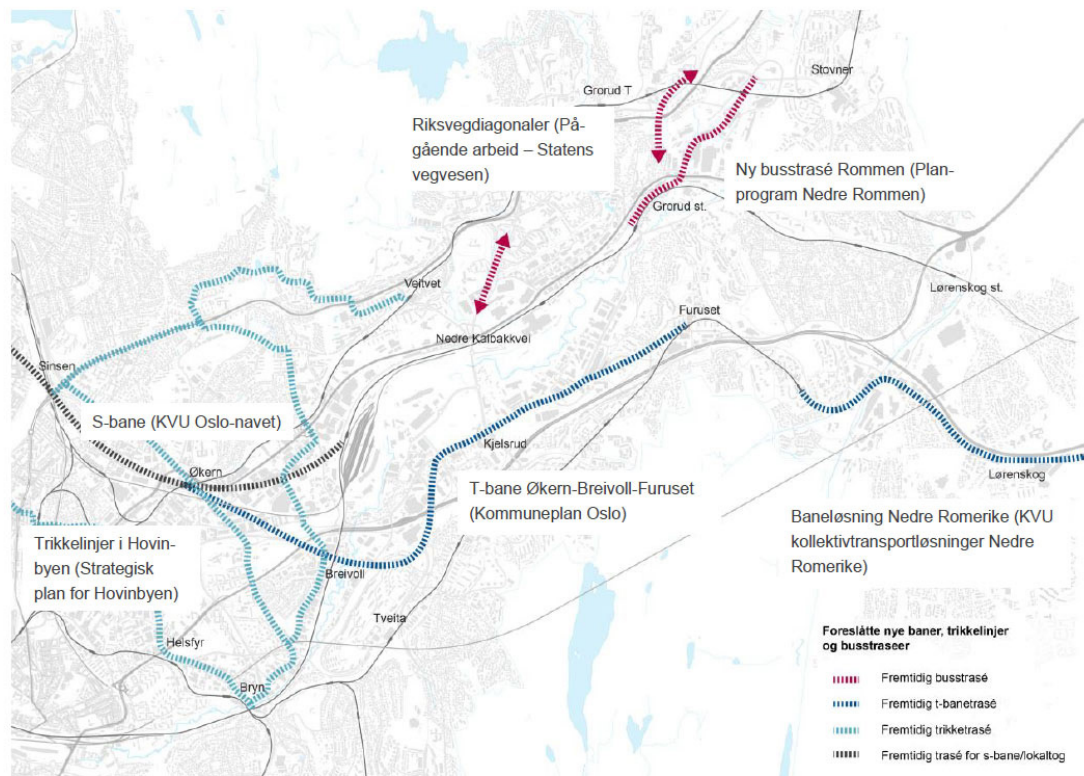 Stovner
Grorud T
Riksvegdiagonaler (På-
gående arbeid – Statens
vegvesen)
Ny busstrasé Rommen (Plan-
program Nedre Rommen)
Grorud st.
Veitvet
Lørenskog st.
Furuset
Nedre Kalbakkvei
Sinsen
S-bane (KVU Oslo-navet)
Kjelsrud
Økern
Lørenskog
T-bane Økern-Breivoll-Furuset
(Kommuneplan Oslo)
Baneløsning Nedre Romerike (KVU
kollektivtransportløsninger Nedre
Romerike)
Trikkelinjer i Hovin-
byen (Strategisk
plan for Hovinbyen)
Breivoll
Tveita
Helsfyr
Bryn
Foreslåtte nye baner, trikkelinjer
og busstraseer
Fremtidig busstrasé
Fremtidig t-banetrasé
Fremtidig trikketrasé
Fremtidig trasé for s-bane/lokaltog